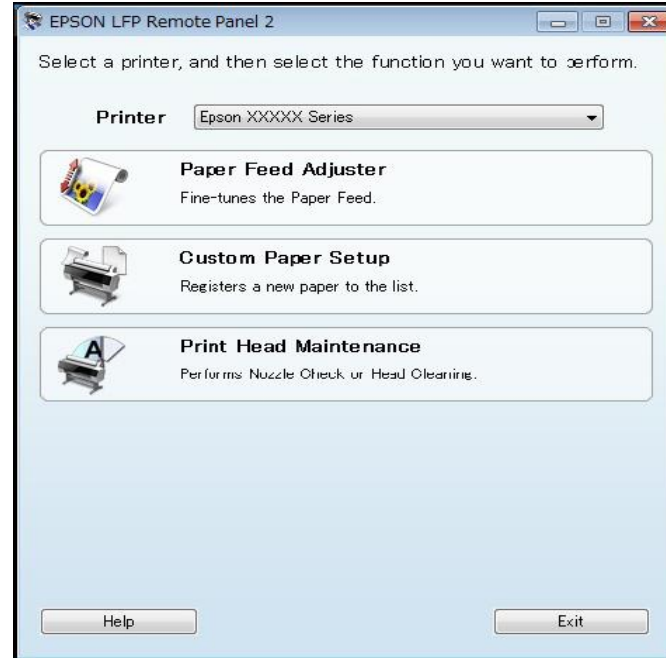 EPSON LFP Remote Panel 2
Select a printer, and then select the function you want to perform.
Printer Epson XXXXX Series
Paper Feed Adjuster
Fine-tunes the Paper Feed.
Custom Paper Setup
Registers a new paper to the list.
A
Print Head Maintenance
Performs Nozzle Check or Head Cleaning.
Help Exit